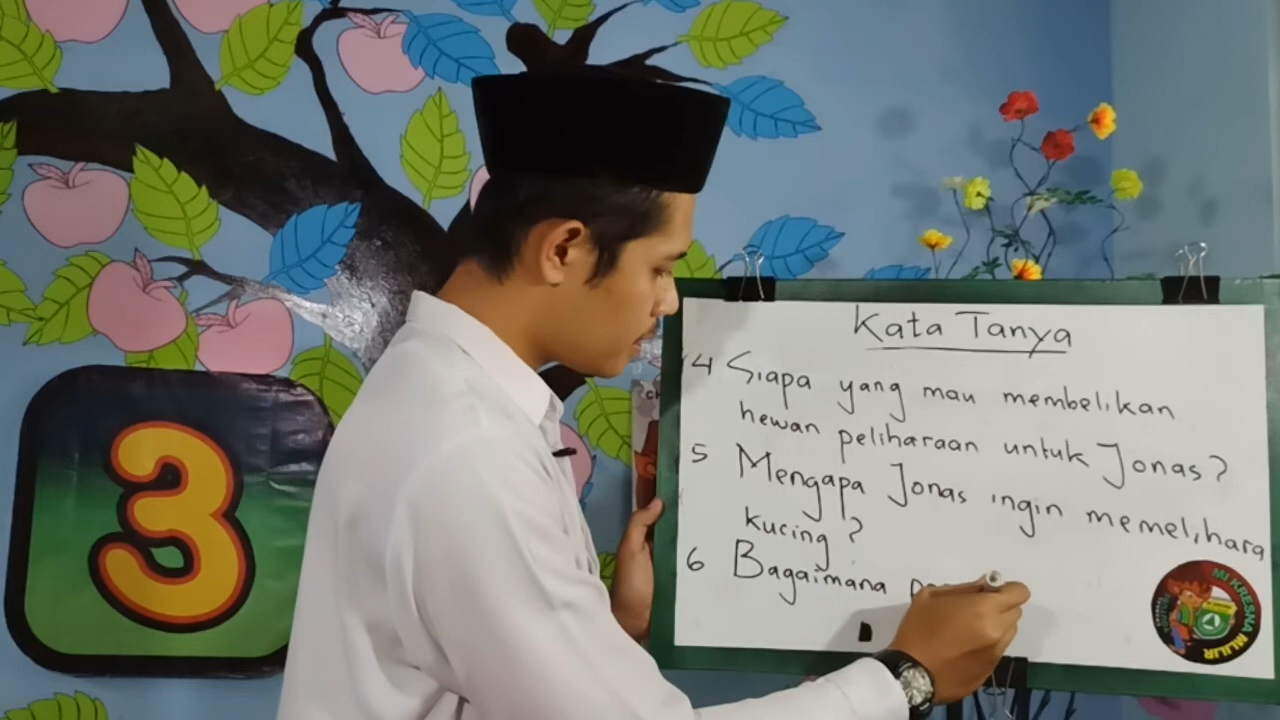 Kata Tanya
4 Siapa yang mau membelikan
hewan peliharaan untuk Jonas?
5 Mengapa Jonas ingin memelihara
kucing?
6 Bagaimana
3
MI KRESNA MLILIR